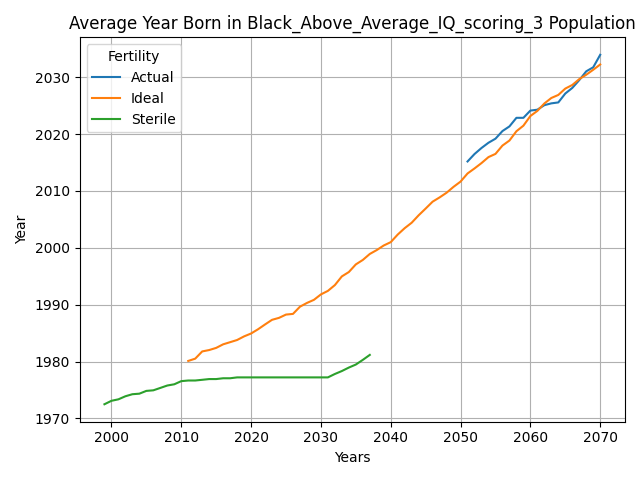 Average Year Born in Black_Above_Average_IQ_scoring_3 Population
Fertility
Actual
Ideal
Sterile
Year
2030
2020
2010
2000
1990
1980
1970
2000 2010 2020 2030 2040 2050 2060 2070
Years